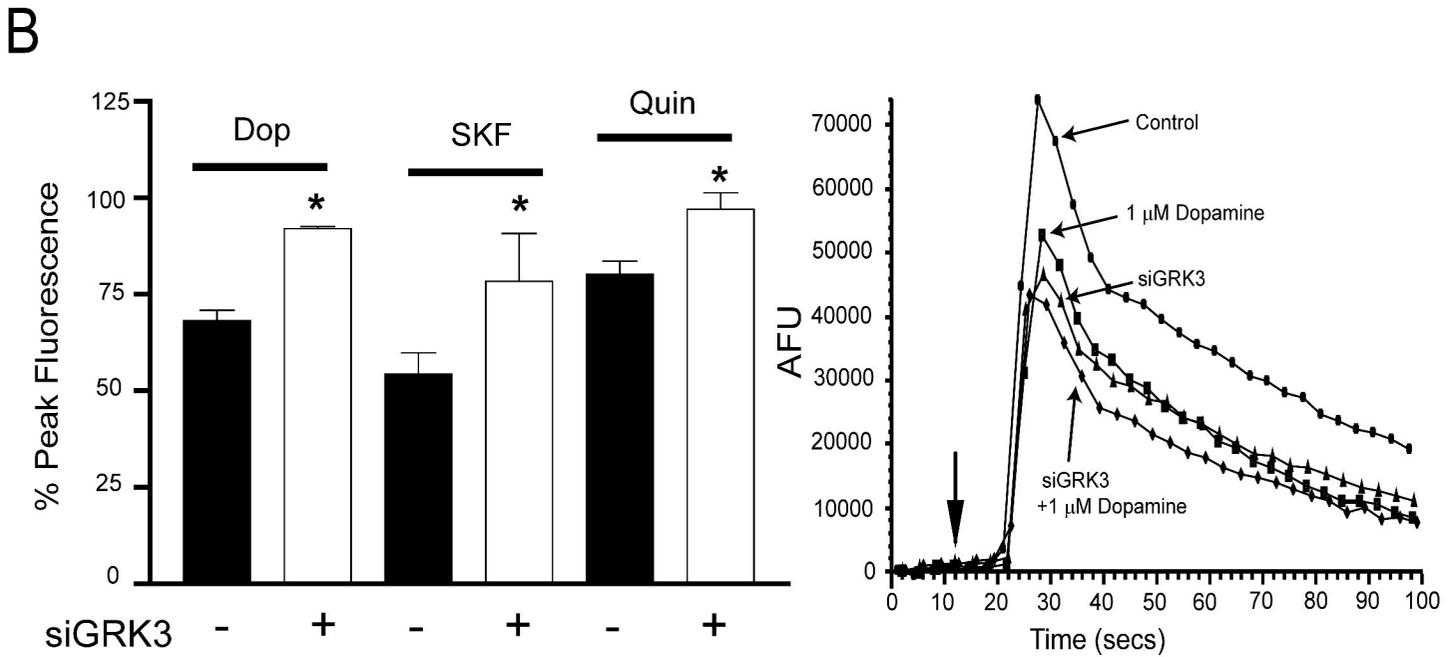 B
125
100
75
50
25
0
% Peak Fluorescence
Dop
SKF
Quin
*
*
*
siGRK3 - + - + - +
70000
60000
50000
40000
30000
20000
10000
0
AFU
Control
1 μM Dopamine
siGRK3
siGRK3
+1 μM Dopamine
0 10 20 30 40 50 60 70 80 90 100
Time (secs)